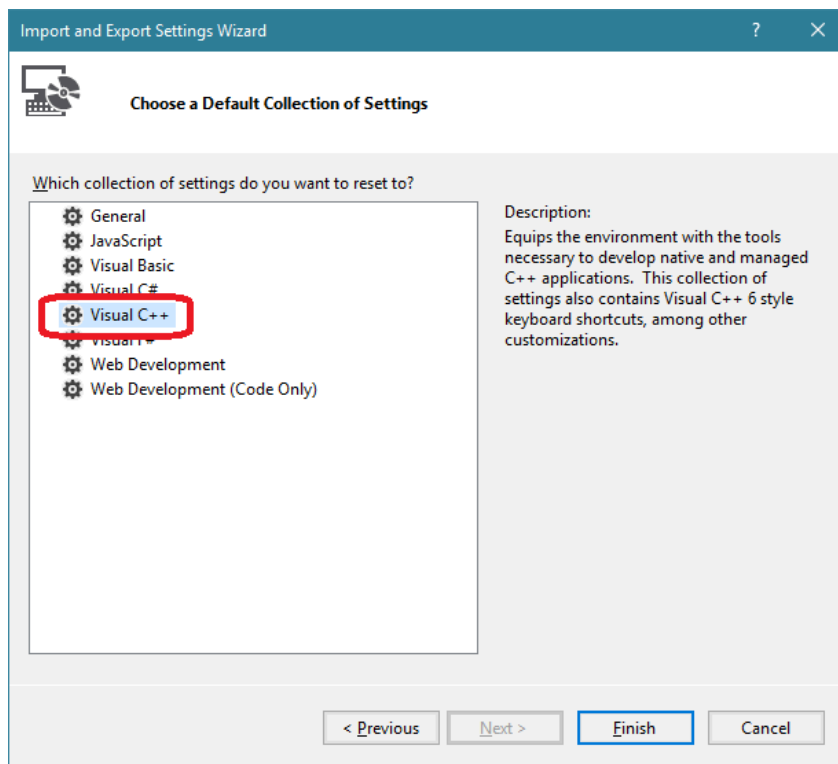 Import and Export Settings Wizard
?
Choose a Default Collection of Settings
Which collection of settings do you want to reset to?
General
JavaScript
Visual Basic
Visual C#
Visual C++
Visual F#
Web Development
Web Development (Code Only)
Description:
Equips the environment with the tools
necessary to develop native and managed
C++ applications. This collection of
settings also contains Visual C++ 6 style
keyboard shortcuts, among other
customizations.
< Previous
Next >
Finish
Cancel